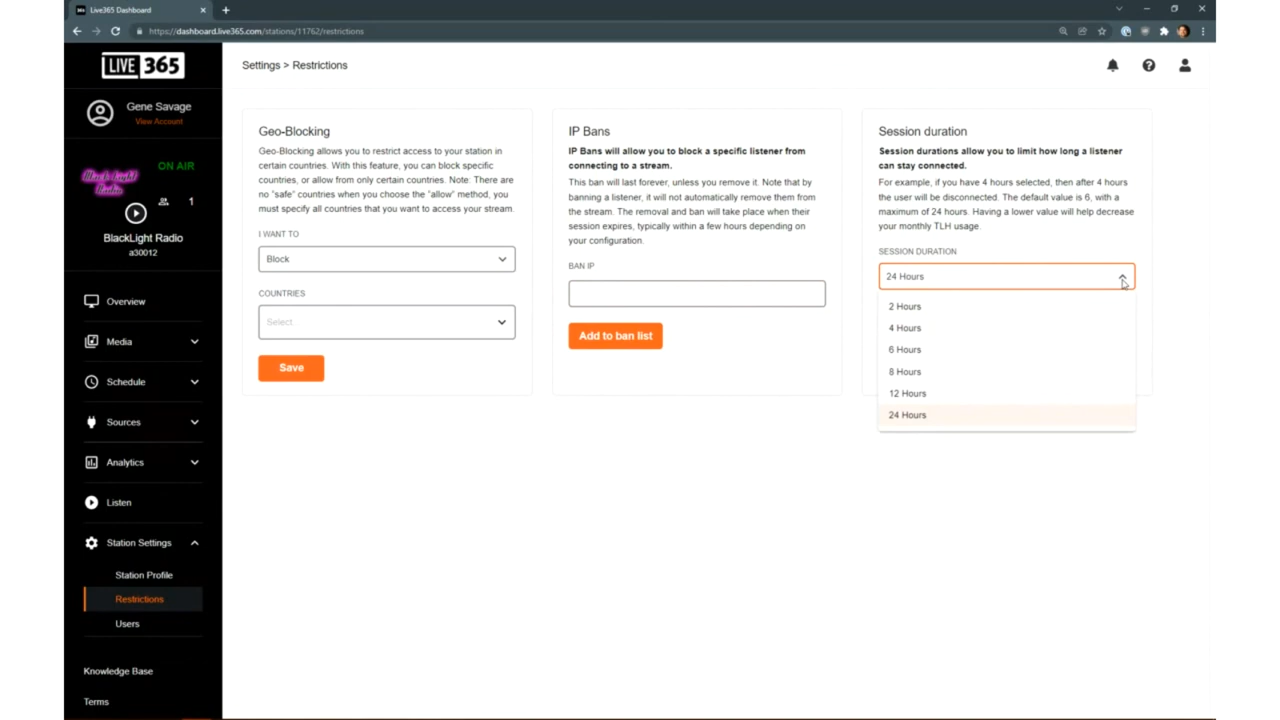 Live365 Dashboard
https://dashboard.live365.com/stations/11762/restrictions
LIVE 365
Gene Savage
View Account
Black Light
Radio
ON AIR
1
BlackLight Radio
a30012
Overview
Media
Schedule
Sources
Analytics
Listen
Station Settings
Station Profile
Restrictions
Users
Knowledge Base
Terms
Settings > Restrictions
Geo-Blocking
Geo-Blocking allows you to restrict access to your station in
certain countries. With this feature, you can block specific
countries, or allow from only certain countries. Note: There are
no "safe" countries when you choose the "allow" method, you
must specify all countries that you want to access your stream.
I WANT TO
Block
COUNTRIES
Select
Save
IP Bans
IP Bans will allow you to block a specific listener from
connecting to a stream.
This ban will last forever, unless you remove it. Note that by
banning a listener, it will not automatically remove them from
the stream. The removal and ban will take place when their
session expires, typically within a few hours depending on
your configuration.
BAN IP
Add to ban list
Session duration
Session durations allow you to limit how long a listener
can stay connected.
For example, if you have 4 hours selected, then after 4 hours
the user will be disconnected. The default value is 6, with a
maximum of 24 hours. Having a lower value will help decrease
your monthly TLH usage.
SESSION DURATION
24 Hours
2 Hours
4 Hours
6 Hours
8 Hours
12 Hours
24 Hours